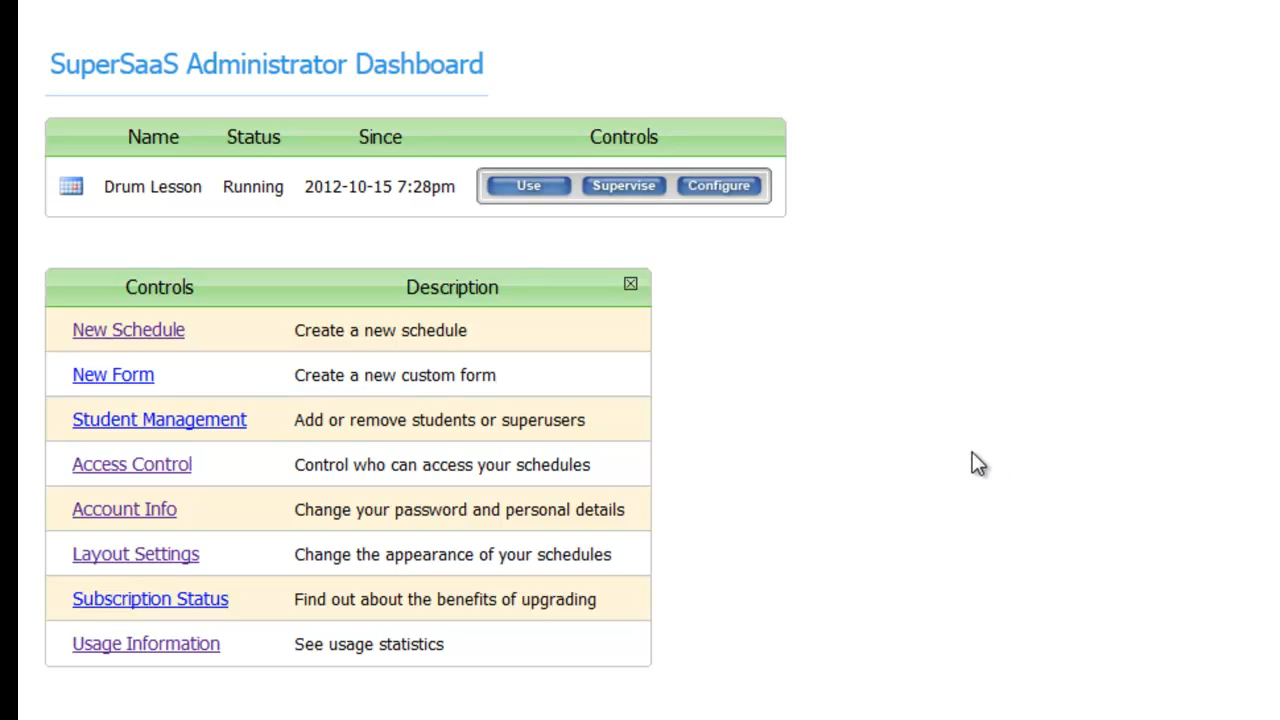 SuperSaaS Administrator Dashboard
Name Status Since Controls
Drum Lesson Running 2012-10-15 7:28pm Use Supervise Configure
Controls Description
New Schedule Create a new schedule
New Form Create a new custom form
Student Management Add or remove students or superusers
Access Control Control who can access your schedules
Account Info Change your password and personal details
Layout Settings Change the appearance of your schedules
Subscription Status Find out about the benefits of upgrading
Usage Information See usage statistics